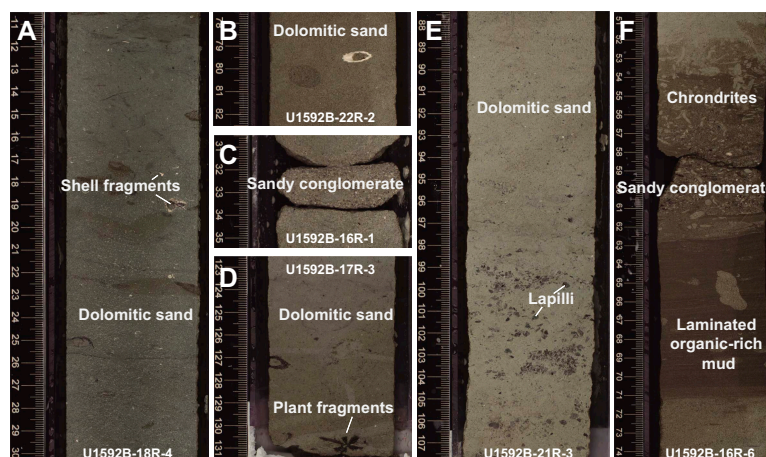 A
Shell fragments
Dolomitic sand
U1592B-18R-4
B
Dolomitic sand
U1592B-22R-2
C
Sandy conglomerate
U1592B-16R-1
D
U1592B-17R-3
Dolomitic sand
Plant fragments
E
Dolomitic sand
Lapilli
U1592B-21R-3
F
Chrondrites
Sandy conglomerat
Laminated
organic-rich
mud
U1592B-16R-6